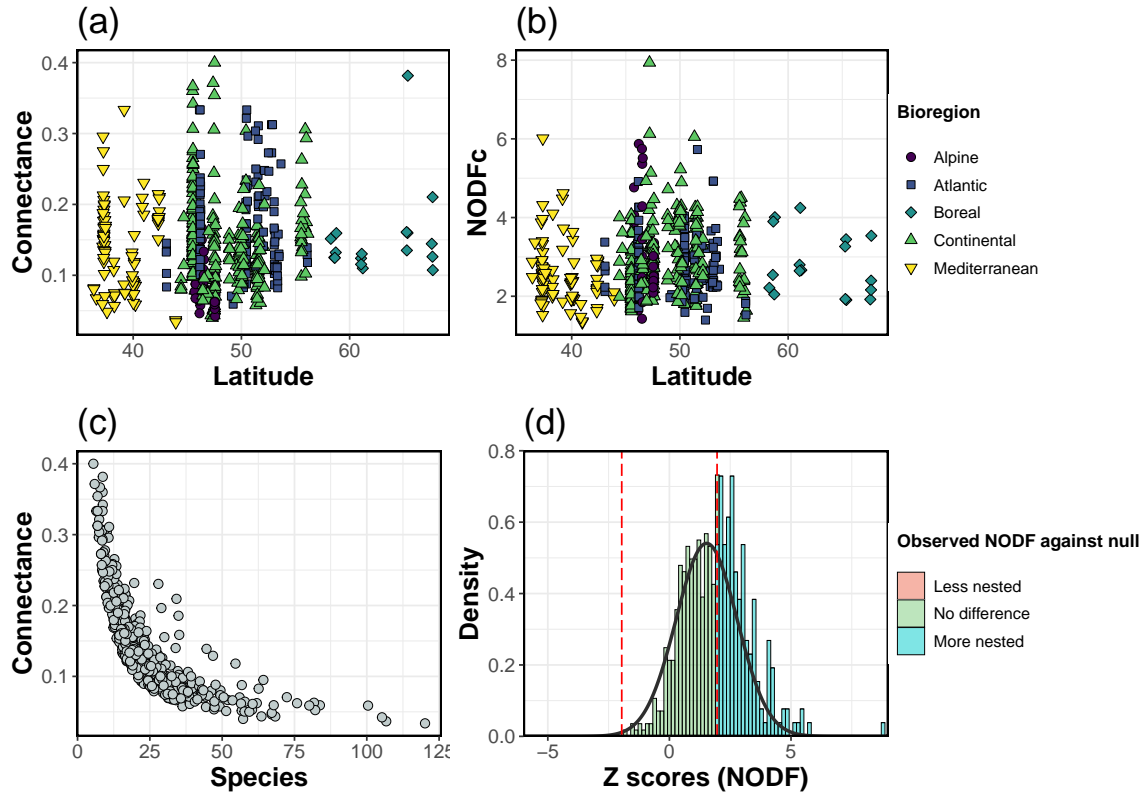 (a)
0.4
0.3
0.2
0.1
Connectance
40
50
60
Latitude
(b)
8
6
4
2
NODFc
40
50
60
Latitude
Bioregion
Alpine
Atlantic
Boreal
Continental
Mediterranean
(c)
0.4
0.3
0.2
0.1
Connectance
0
25
50
75
100
125
Species
(d)
0.8
0.6
0.4
0.2
0.0
Density
−5
0
5
Z scores (NODF)
Observed NODF against null
Less nested
No difference
More nested